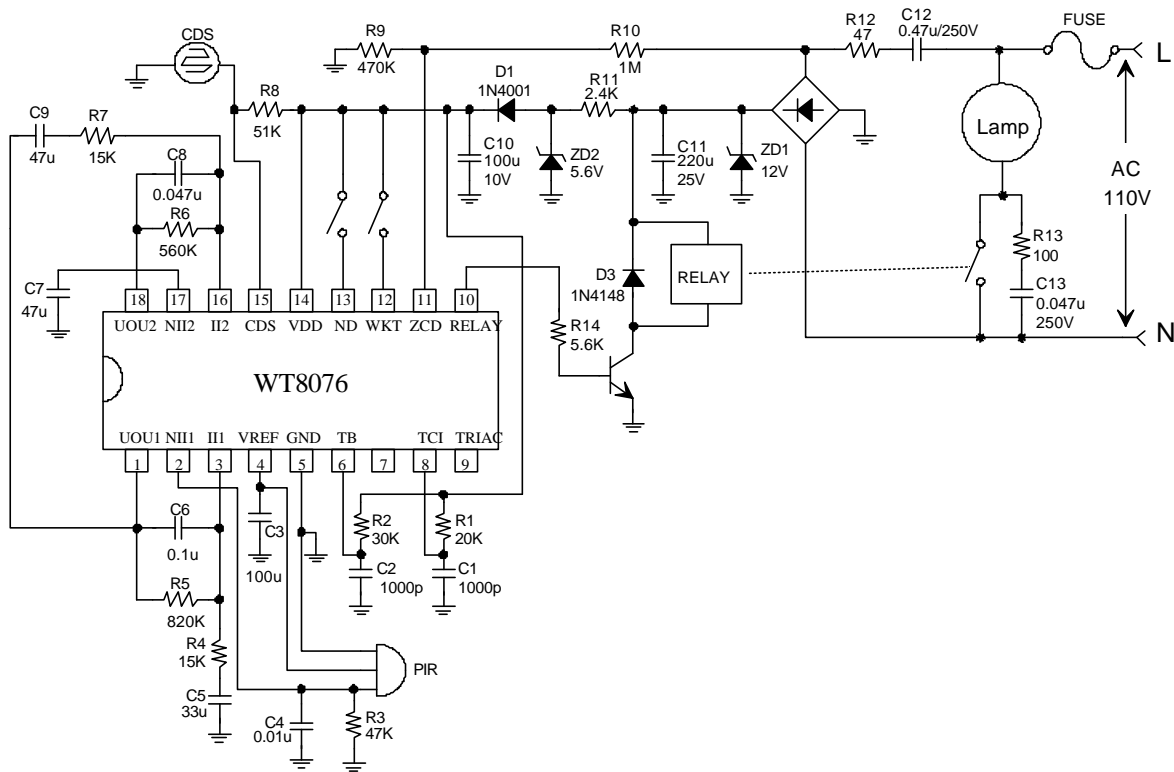 CDS
R9
470K
R10
1M
R12
47
C12
0.47u/250V
FUSE
L
D1
1N4001
R11
2.4K
R8
51K
C9
47u
R7
15K
C8
0.047u
R6
560K
C10
100u
10V
ZD2
5.6V
C11
220u
25V
ZD1
12V
Lamp
AC
110V
R13
100
C13
0.047u
250V
N
D3
1N4148
RELAY
R14
5.6K
C7
47u
18 17 16 15 14 13 12 11 10
UOU2 NII2 II2 CDS VDD ND WKT ZCD RELAY
WT8076
UOU1 NII1 II1 VREF GND TB TCI TRIAC
1 2 3 4 5 6 7 8 9
C6
0.1u
R5
820K
R4
15K
C5
33u
C3
100u
R2
30K
C2
1000p
R1
20K
C1
1000p
PIR
C4
0.01u
R3
47K